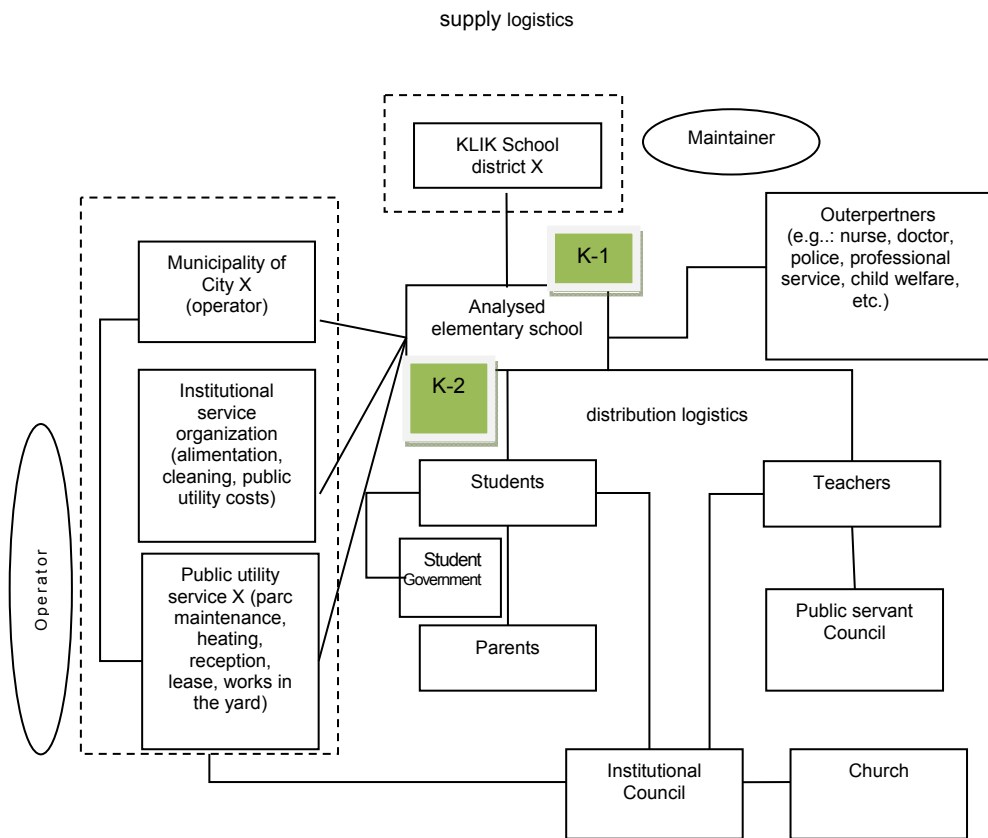 supply logistics
KLIK School
district X
Maintainer
Outerpertners
(e.g..: nurse, doctor,
police, professional
service, child welfare,
etc.)
K-1
Municipality of
City X
(operator)
Analysed
elementary school
K-2
Institutional
service
organization
(alimentation,
cleaning, public
utility costs)
distribution logistics
Students
Teachers
Operator
Student
Government
Public utility
service X (parc
maintenance,
heating,
reception,
lease, works in
the yard)
Parents
Public servant
Council
Institutional
Council
Church